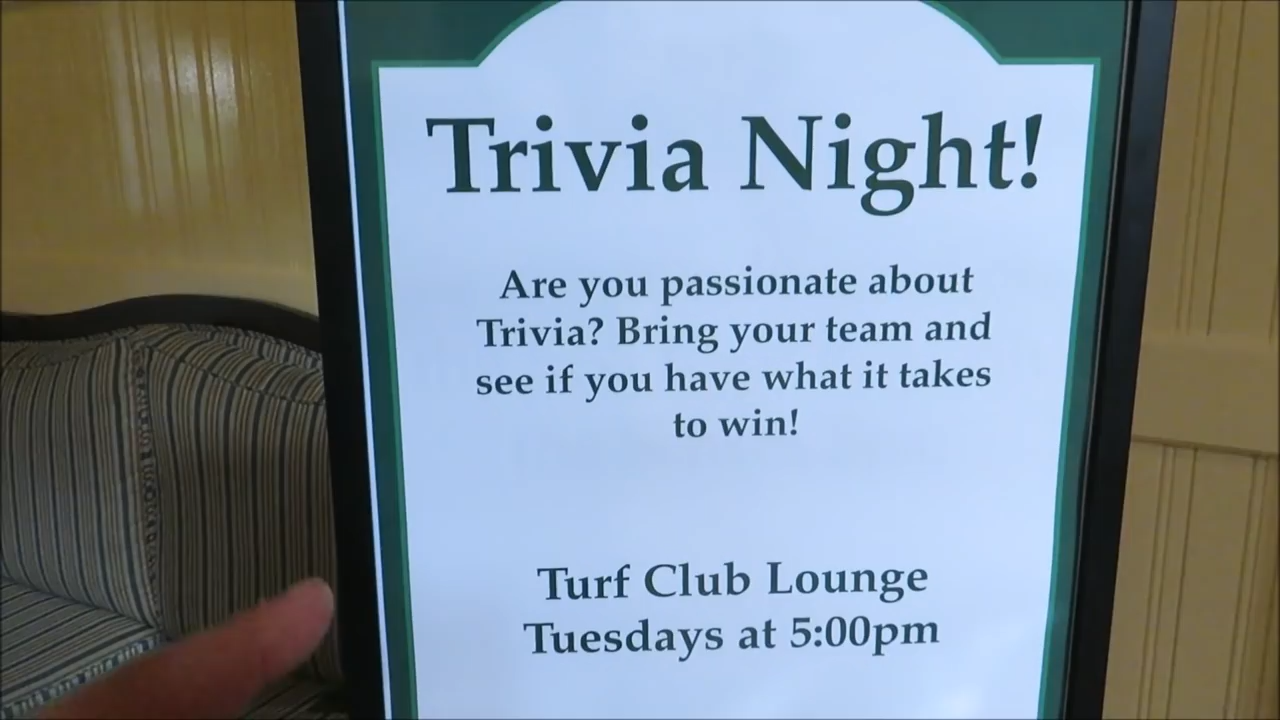 Trivia Night!
Are you passionate about
Trivia? Bring your team and
see if you have what it takes
to win!
Turf Club Lounge
Tuesdays at 5:00pm